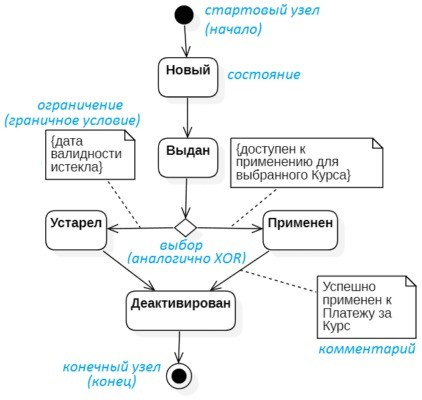 стартовый узел
(начало)
Новый
состояние
ограничение
(граничное условие)
{дата
валидности
истекла}
Выдан
{доступен к
применению для
выбранного Курса}
Устарел
Применен
выбор
(аналогично XOR)
Деактивирован
Успешно
применен к
Платежу за
Курс
комментарий
конечный узел
(конец)